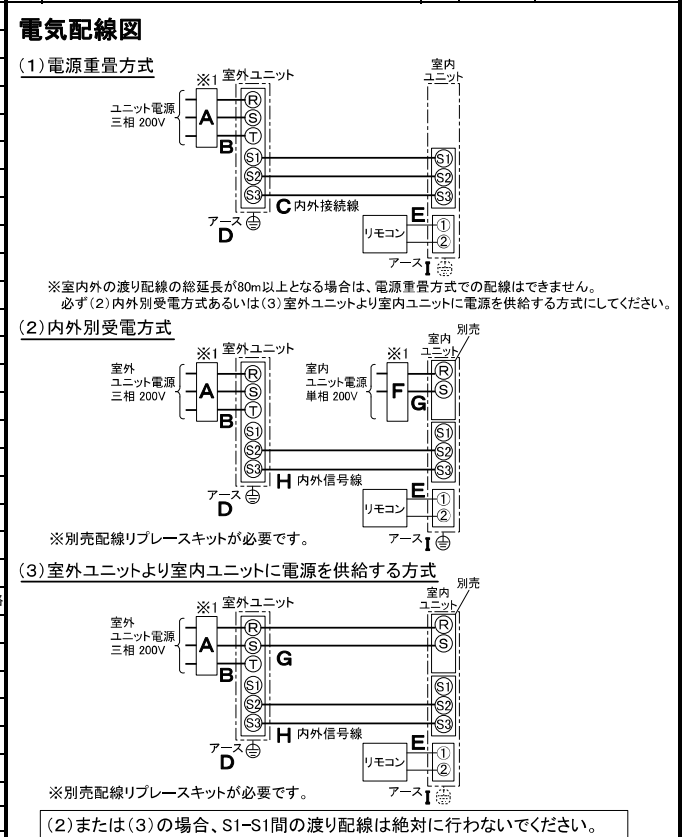 電気配線図
(1)電源重畳方式
※1 室外ユニット
室内
ユニット
ユニット電源
三相 200V
A
B
R
S
T
S1
S2
S3
S1
S2
S3
C 内外接続線
アース
D
リモコン
E
①
②
アース I
※室内外の渡り配線の総延長が80m以上となる場合は、電源重畳方式での配線はできません。
必ず(2)内外別受電方式あるいは(3)室外ユニットより室内ユニットに電源を供給する方式にしてください。
(2)内外別受電方式
※1 室外ユニット
※1
室内
ユニット
別売
室外
ユニット電源
三相 200V
A
B
R
S
T
S1
S2
S3
室内
ユニット電源
単相 200V
F
G
R
S
S1
S2
S3
H 内外信号線
アース
D
リモコン
E
①
②
アース I
※別売配線リプレースキットが必要です。
(3)室外ユニットより室内ユニットに電源を供給する方式
※1 室外ユニット
室内
ユニット
別売
室外
ユニット電源
三相 200V
A
B
R
S
T
S1
S2
S3
G
R
S
S1
S2
S3
H 内外信号線
アース
D
リモコン
E
①
②
アース I
※別売配線リプレースキットが必要です。
(2)または(3)の場合、S1-S1間の渡り配線は絶対に行わないでください。